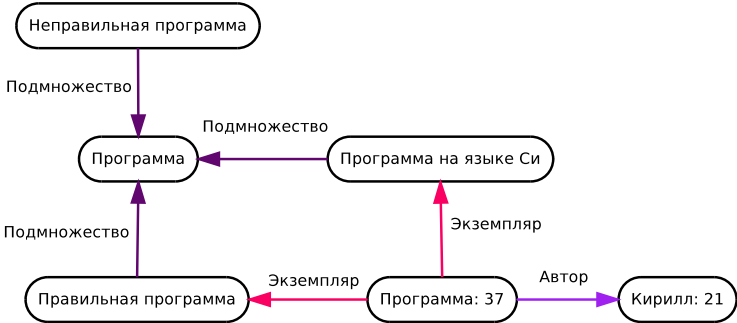 Неправильная программа
Подмножество
Подмножество
Программа
Программа на языке Си
Подмножество
Экземпляр
Экземпляр
Автор
Правильная программа
Программа: 37
Кирилл: 21